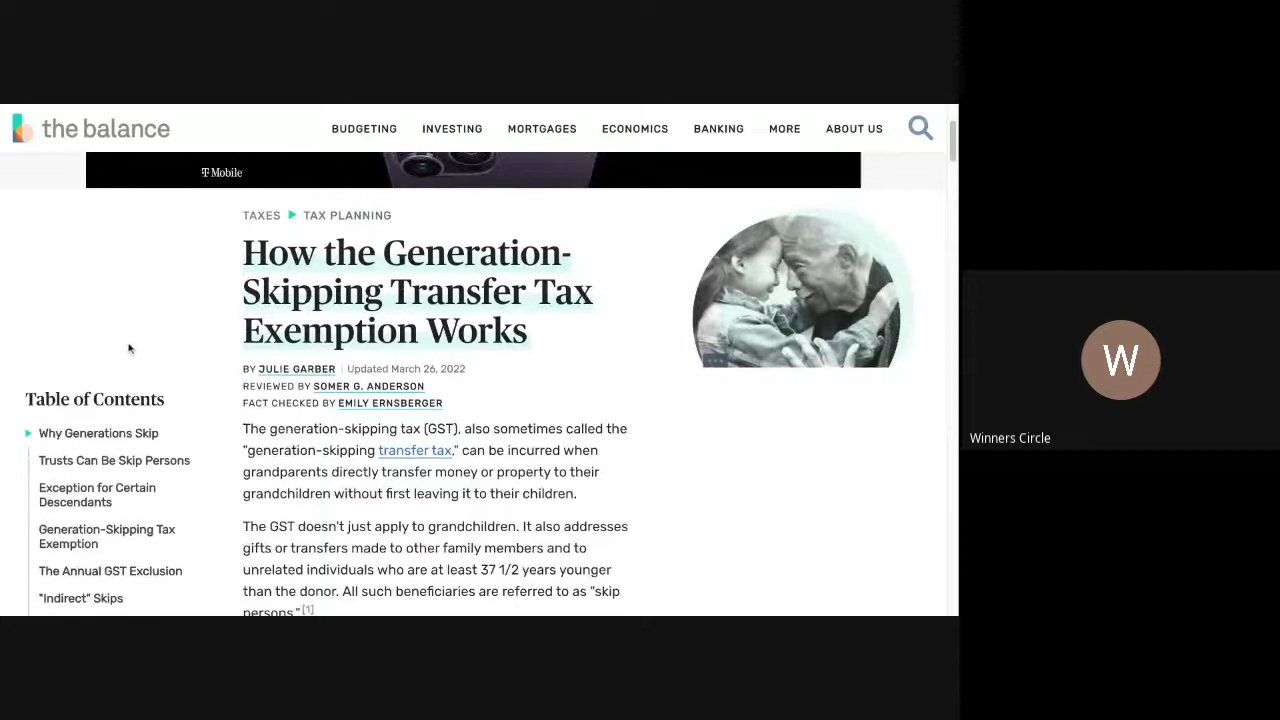 the balance
BUDGETING INVESTING MORTGAGES ECONOMICS BANKING MORE ABOUT US
T Mobile
TAXES TAX PLANNING
How the Generation-
Skipping Transfer Tax
Exemption Works
BY JULIE GARBER Updated March 26, 2022
REVIEWED BY SOMER G. ANDERSON
FACT CHECKED BY EMILY ERNSBERGER
Table of Contents
Why Generations Skip
Trusts Can Be Skip Persons
Exception for Certain
Descendants
Generation-Skipping Tax
Exemption
The Annual GST Exclusion
"Indirect" Skips
The generation-skipping tax (GST), also sometimes called the
"generation-skipping transfer tax," can be incurred when
grandparents directly transfer money or property to their
grandchildren without first leaving it to their children.
The GST doesn't just apply to grandchildren. It also addresses
gifts or transfers made to other family members and to
unrelated individuals who are at least 37 1/2 years younger
than the donor. All such beneficiaries are referred to as "skip
persons." [1]
W
Winners Circle